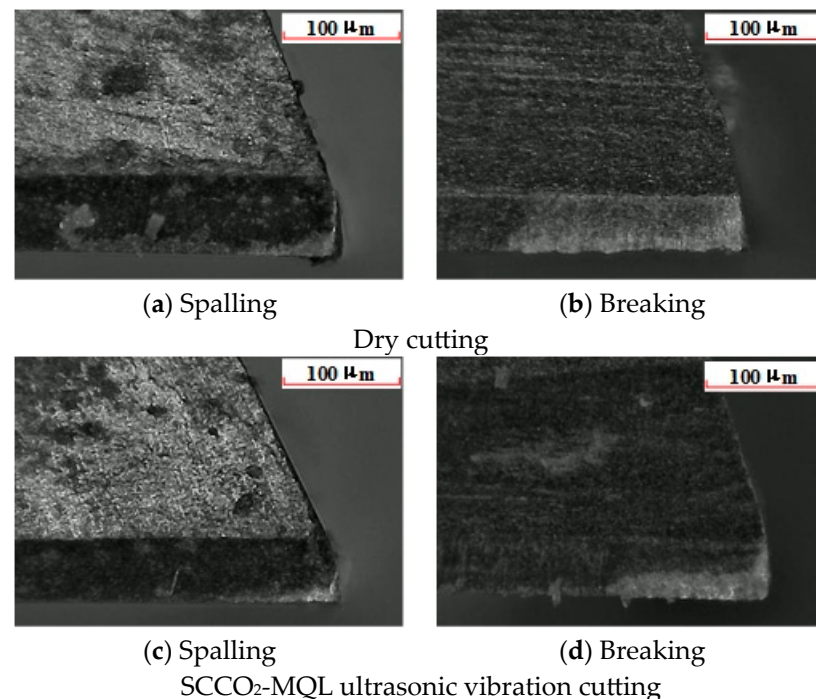 100 μm 100 μm
(a) Spalling (b) Breaking
Dry cutting
100 μm 100 μm
(c) Spalling (d) Breaking
SCCO₂-MQL ultrasonic vibration cutting